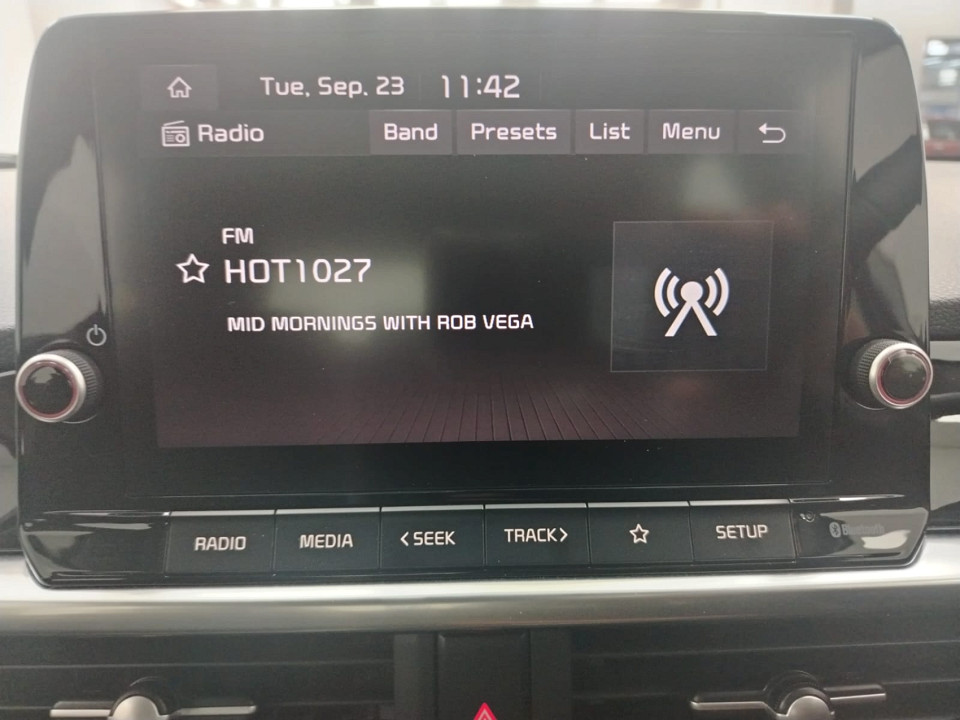 Tue, Sep. 23 11:42
Radio Band Presets List Menu
FM
HOT1027
MID MORNINGS WITH ROB VEGA
RADIO MEDIA <SEEK TRACK> SETUP
Bluetooth